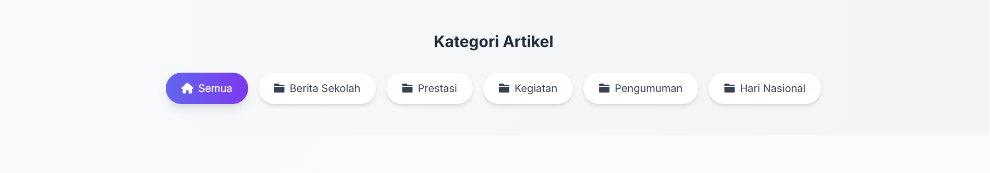 Kategori Artikel
Semua Berita Sekolah Prestasi Kegiatan Pengumuman Hari Nasional